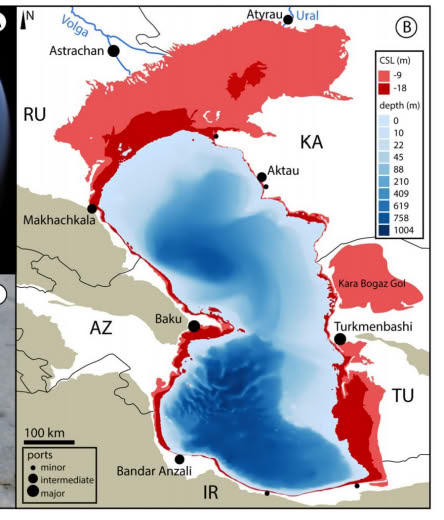 A
N
Atyrau
Ural
B
Volga
Astrachan
CSL (m)
-9
-18
RU
KA
depth (m)
0
10
22
45
88
210
409
619
758
1004
Aktau
Makhachkala
Kara Bogaz Gol
Baku
AZ
Turkmenbashi
TU
100 km
ports
minor
intermediate
major
Bandar Anzali
IR